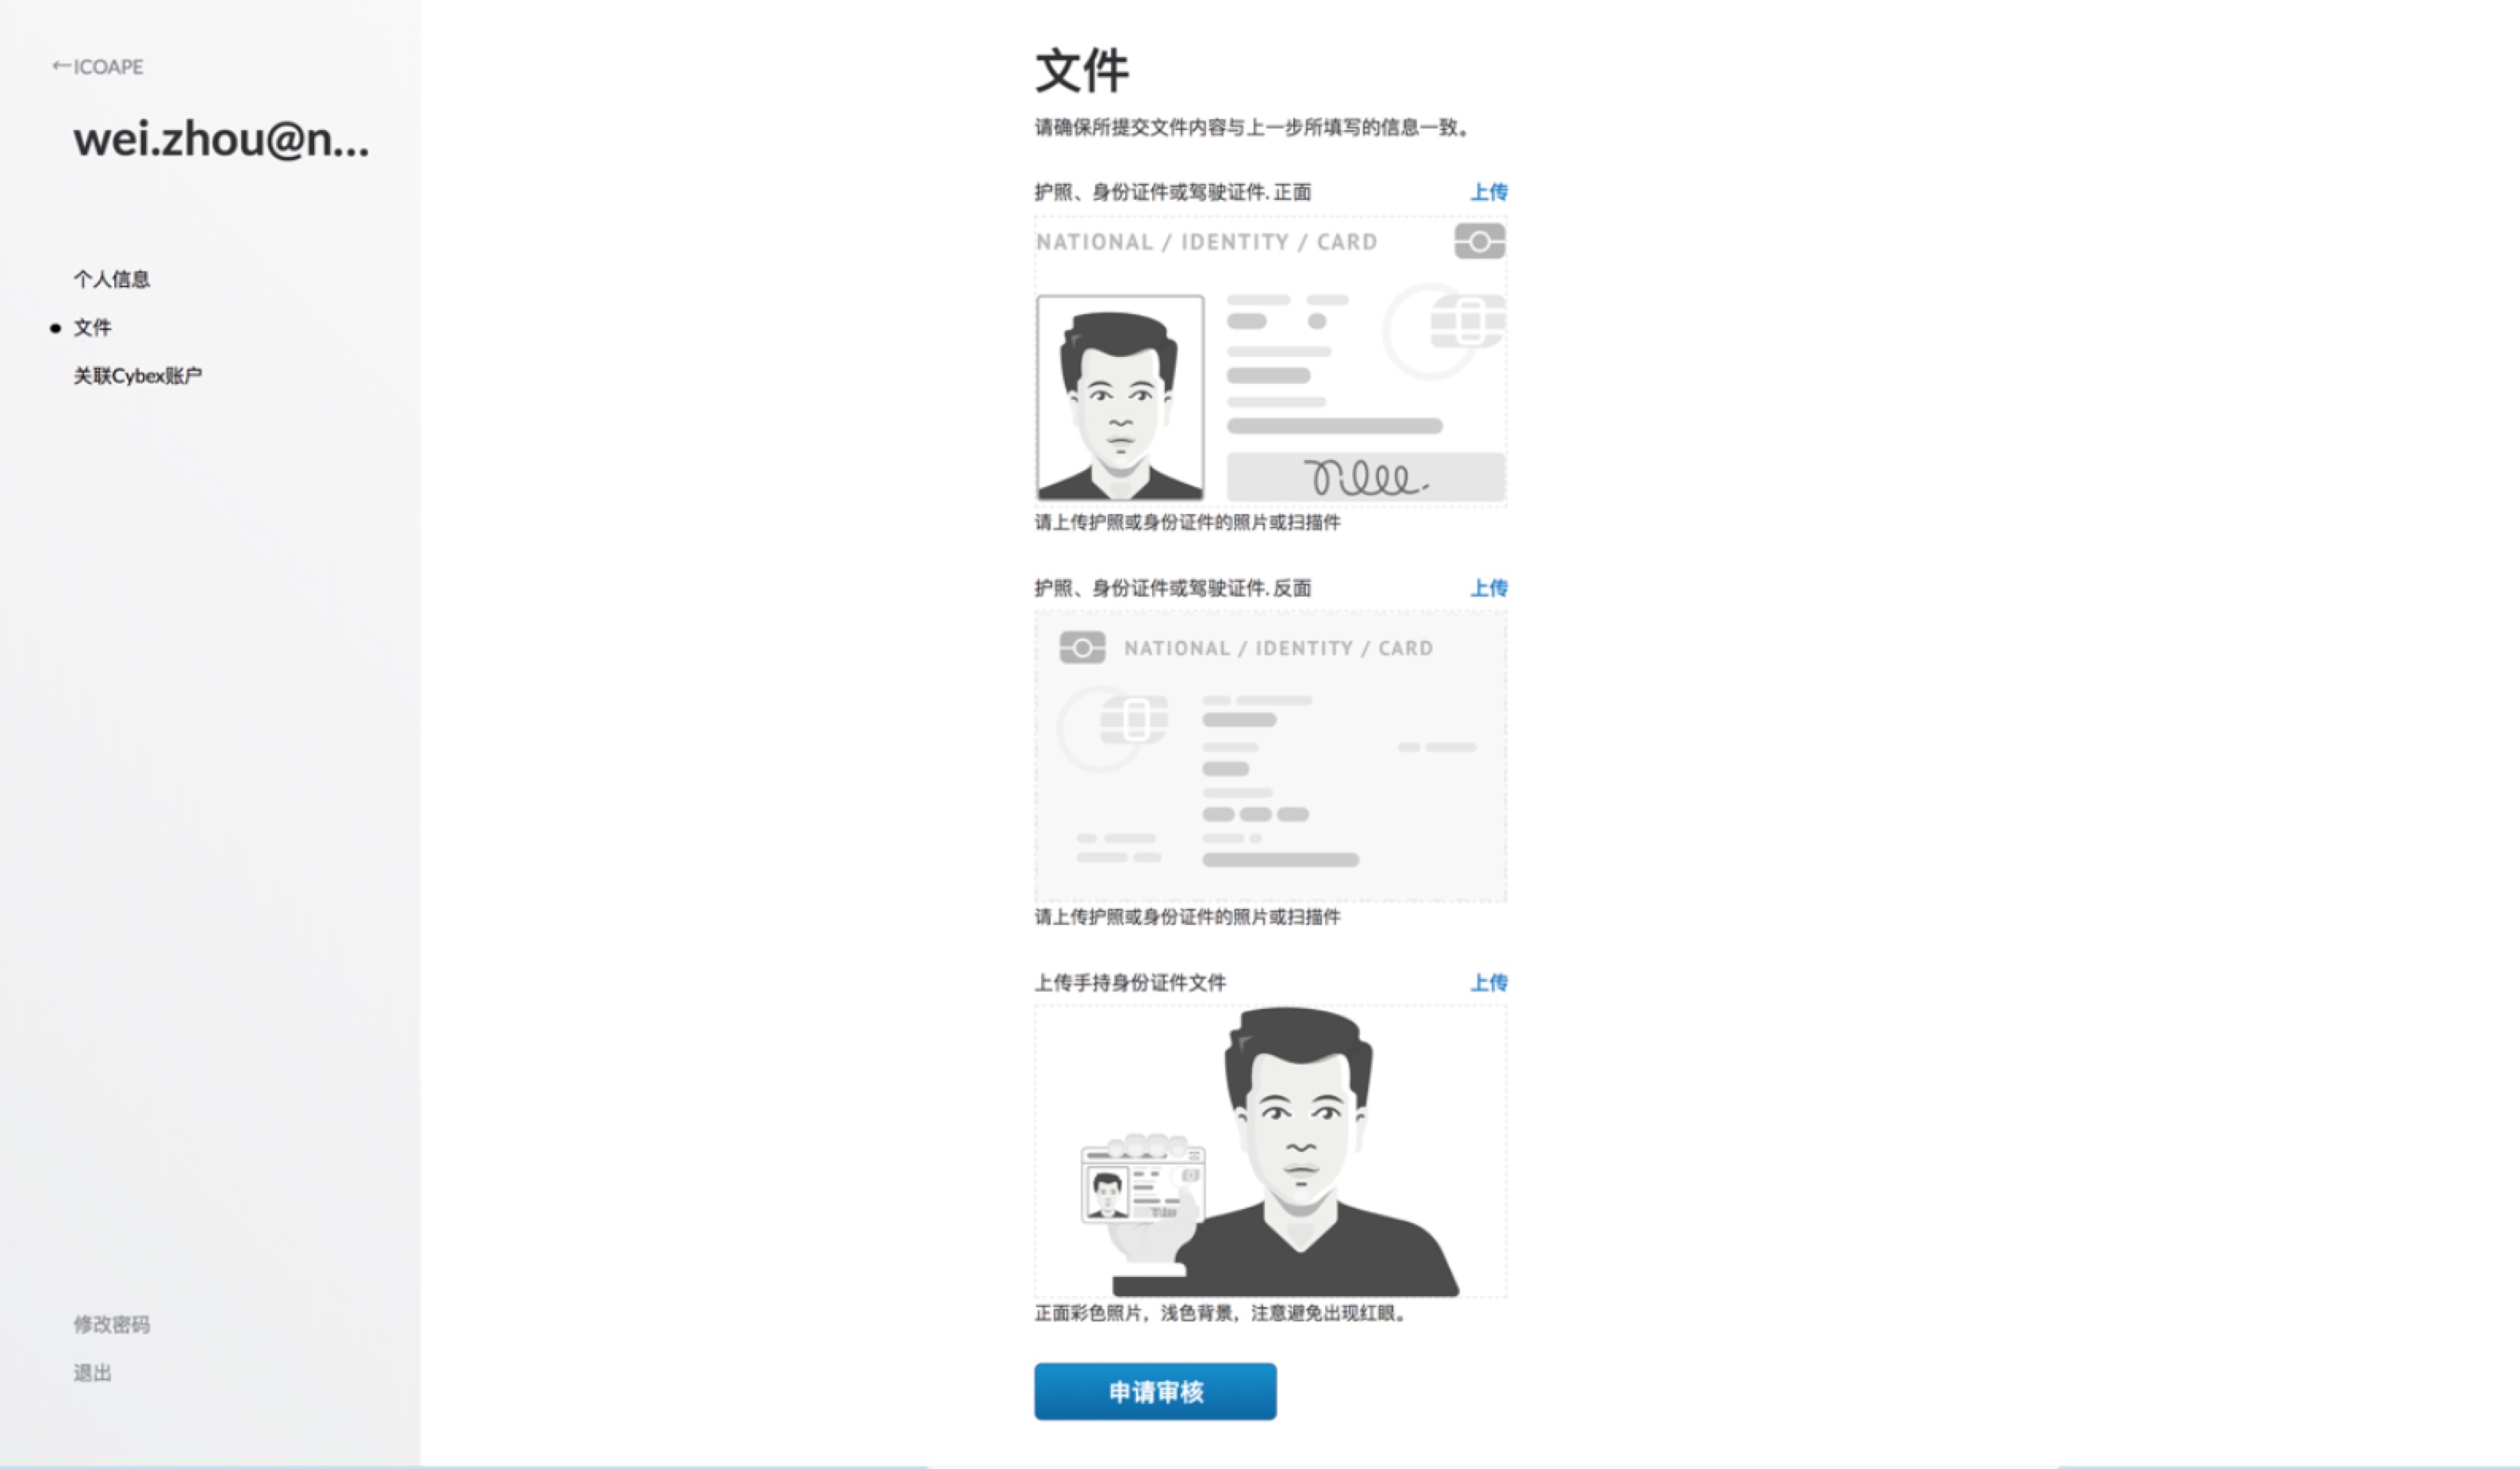 ←ICOAPE
wei.zhou@n...
个人信息
文件
关联Cybex账户
修改密码
退出
文件
请确保所提交文件内容与上一步所填写的信息一致。
护照、身份证件或驾驶证件. 正面 上传
NATIONAL / IDENTITY / CARD
请上传护照或身份证件的照片或扫描件
护照、身份证件或驾驶证件. 反面 上传
NATIONAL / IDENTITY / CARD
请上传护照或身份证件的照片或扫描件
上传手持身份证件文件 上传
正面彩色照片，浅色背景，注意避免出现红眼。
申请审核